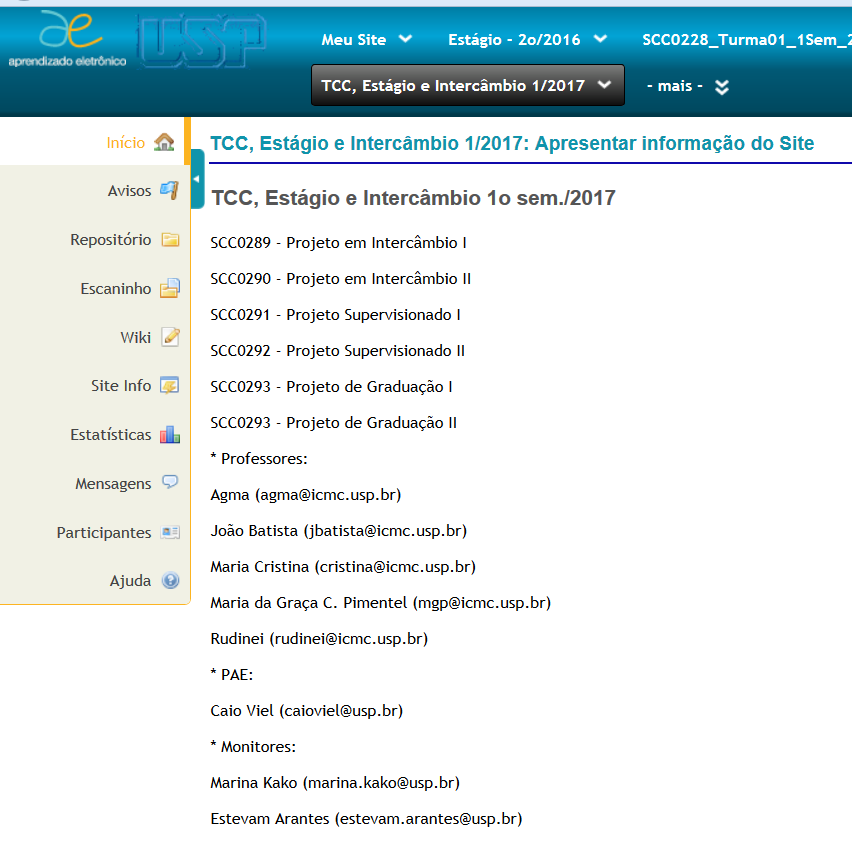 ae
aprendizado eletrônico
USP
Meu Site
Estágio - 2o/2016
SCC0228_Turma01_1Sem_2
TCC, Estágio e Intercâmbio 1/2017
- mais -
Início
Avisos
Repositório
Escaninho
Wiki
Site Info
Estatísticas
Mensagens
Participantes
Ajuda
TCC, Estágio e Intercâmbio 1/2017: Apresentar informação do Site
TCC, Estágio e Intercâmbio 1o sem./2017
SCC0289 - Projeto em Intercâmbio I
SCC0290 - Projeto em Intercâmbio II
SCC0291 - Projeto Supervisionado I
SCC0292 - Projeto Supervisionado II
SCC0293 - Projeto de Graduação I
SCC0293 - Projeto de Graduação II
* Professores:
Agma (agma@icmc.usp.br)
João Batista (jbatista@icmc.usp.br)
Maria Cristina (cristina@icmc.usp.br)
Maria da Graça C. Pimentel (mgp@icmc.usp.br)
Rudinei (rudinei@icmc.usp.br)
* PAE:
Caio Viel (caioviel@usp.br)
* Monitores:
Marina Kako (marina.kako@usp.br)
Estevam Arantes (estevam.arantes@usp.br)